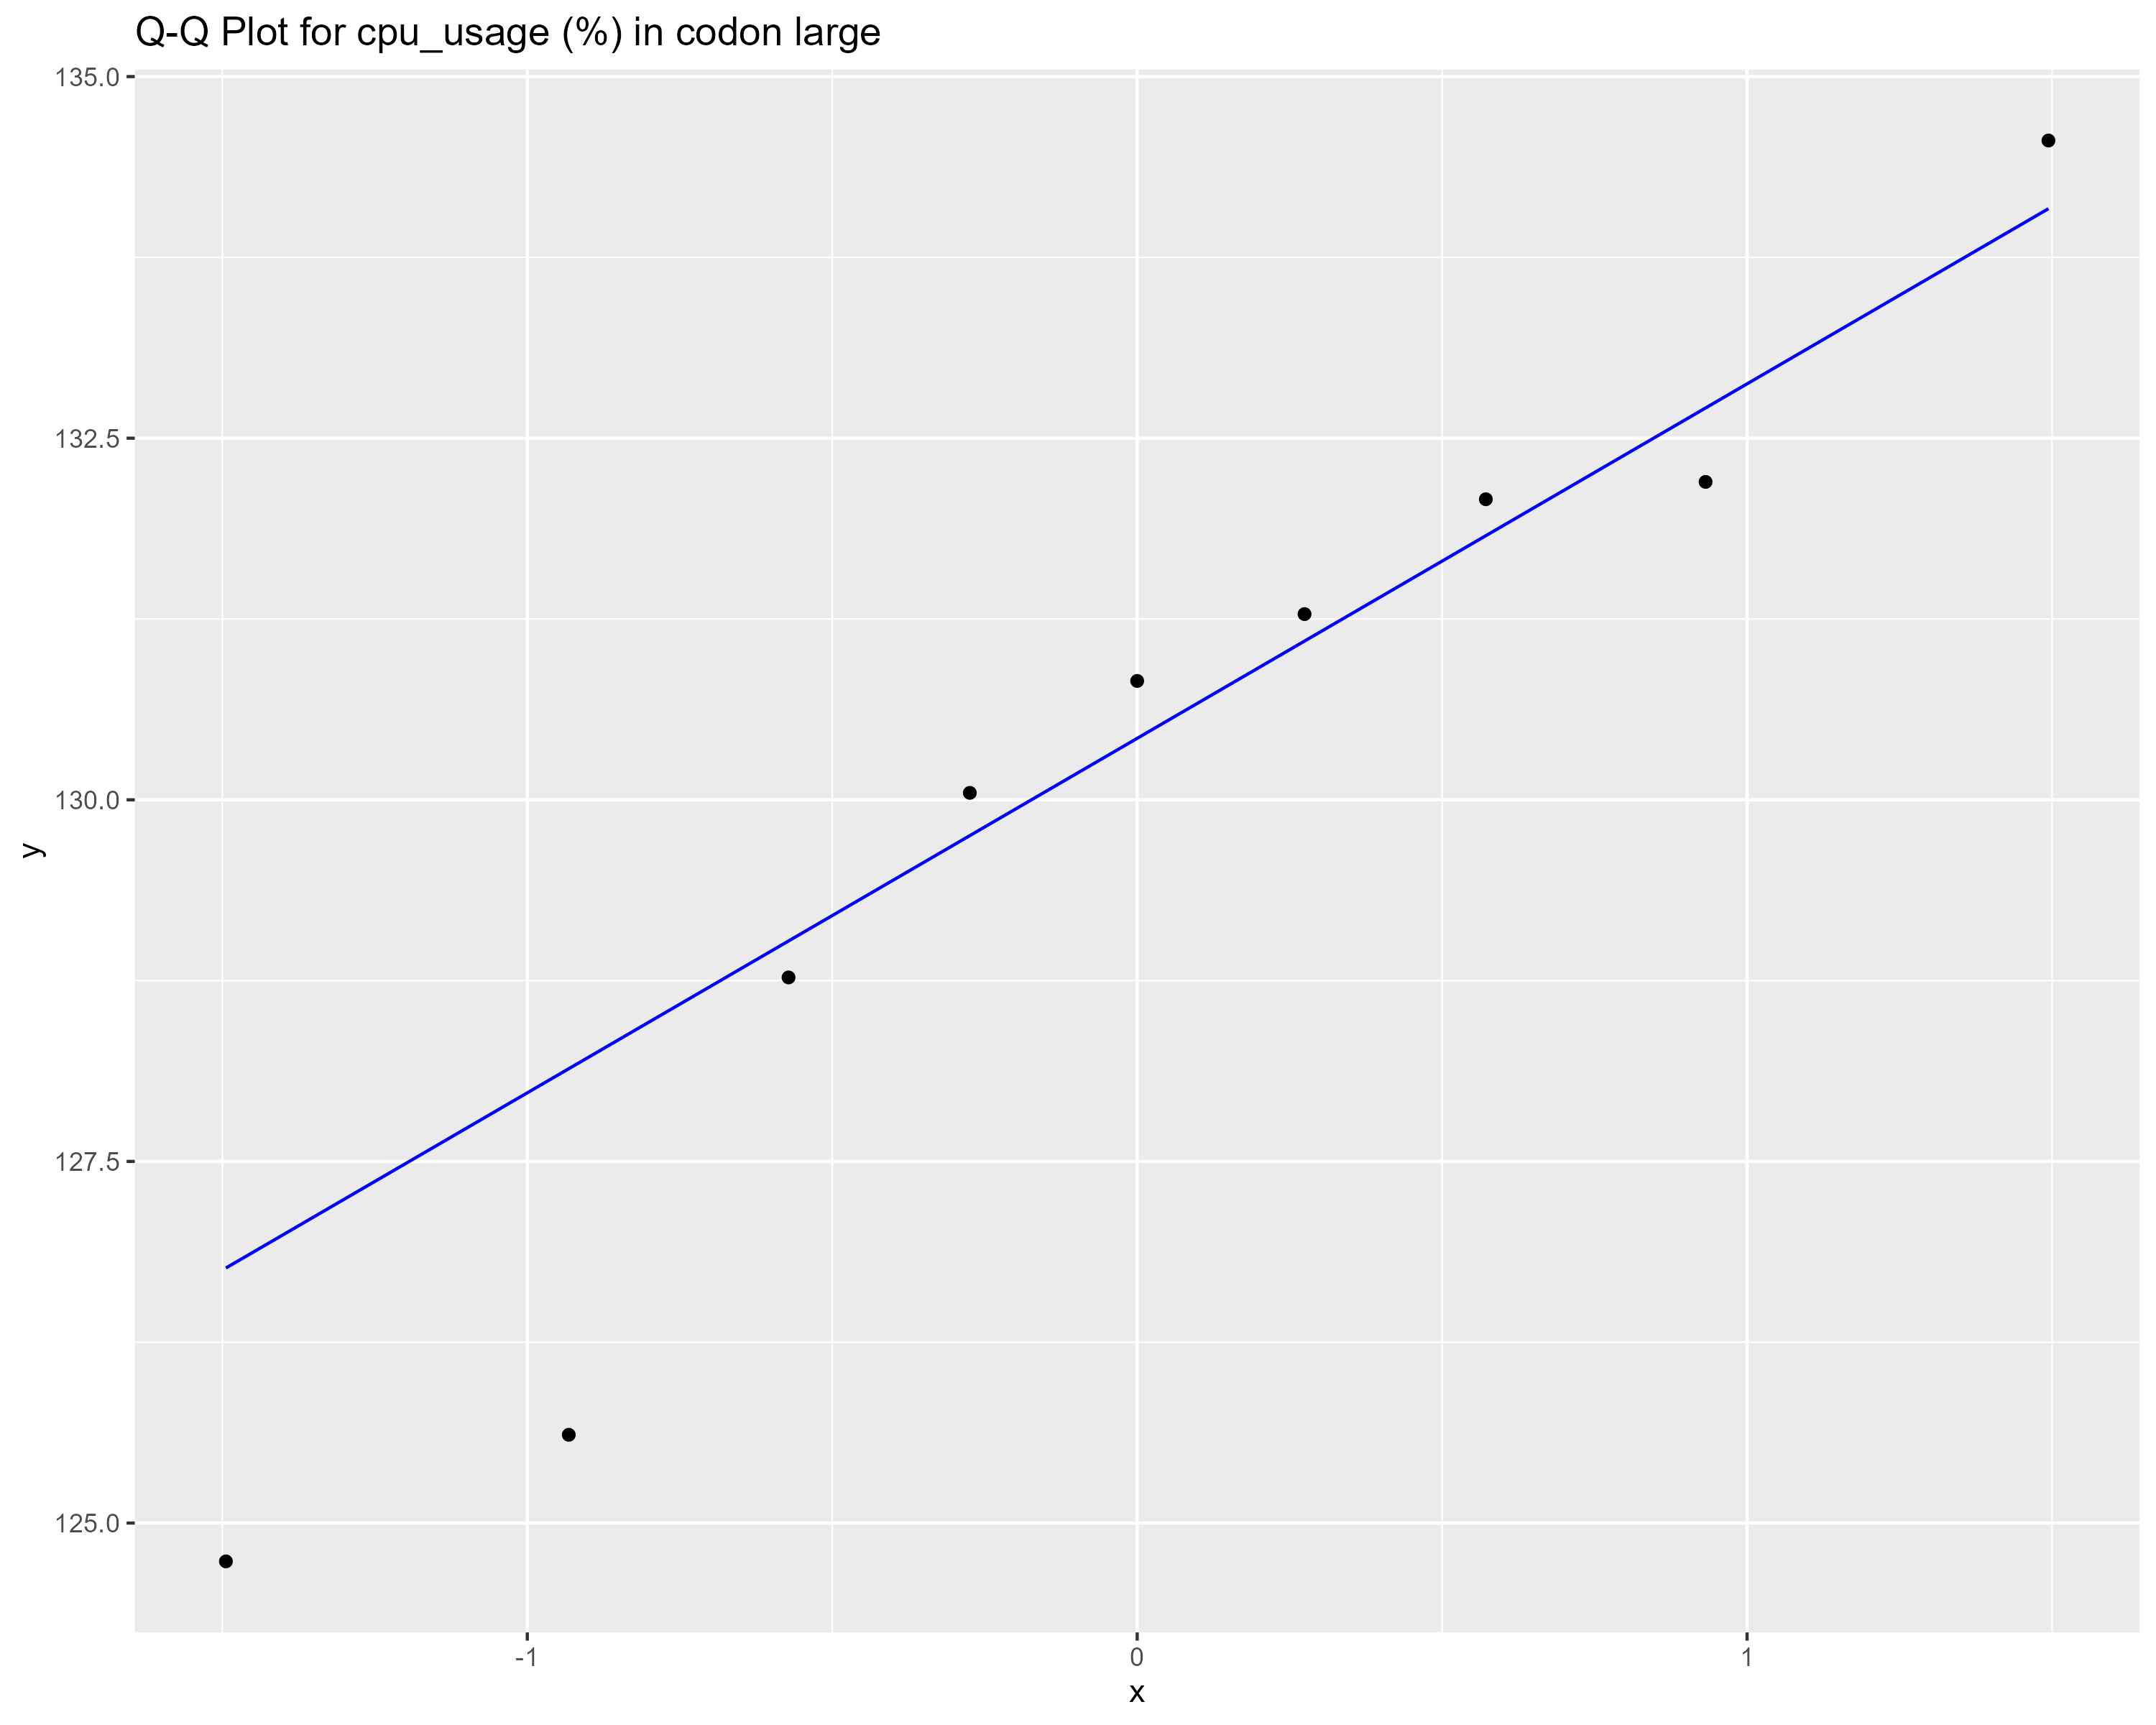 Q-Q Plot for cpu_usage (%) in codon large
135.0
132.5
130.0
127.5
125.0
y
-1 0 1
x